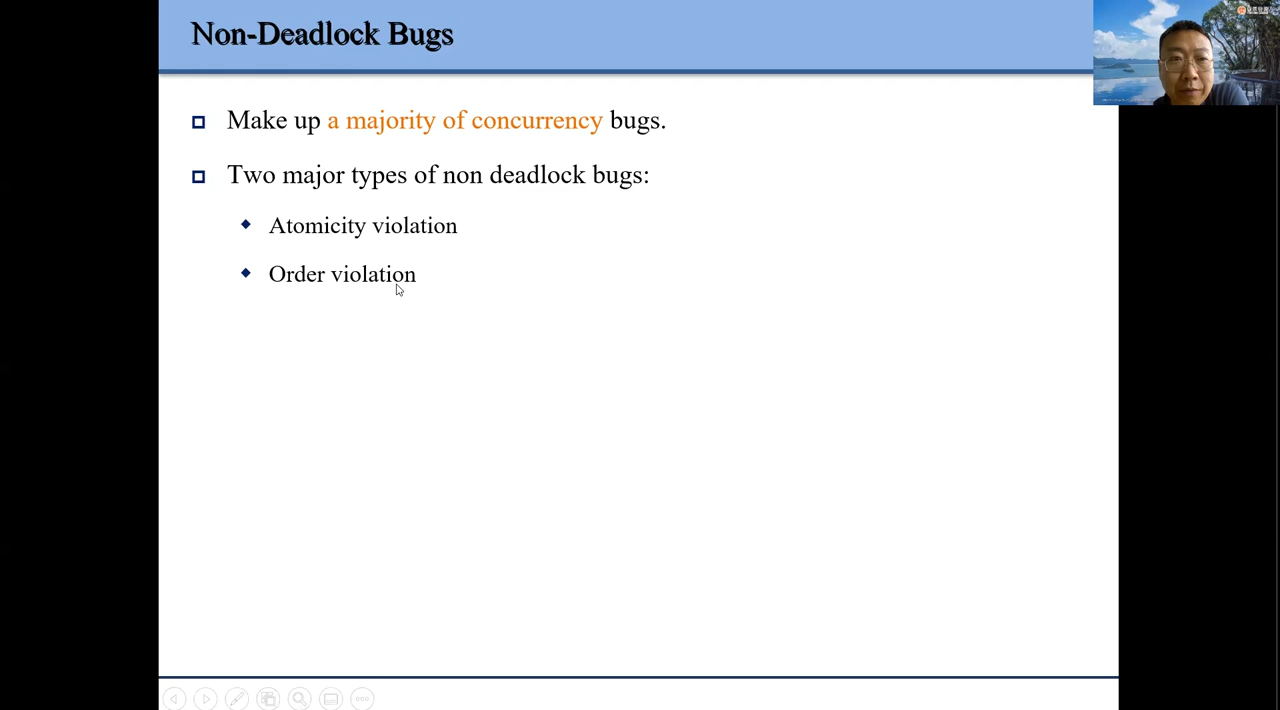 Non-Deadlock Bugs
Make up a majority of concurrency bugs.
Two major types of non deadlock bugs:
Atomicity violation
Order violation